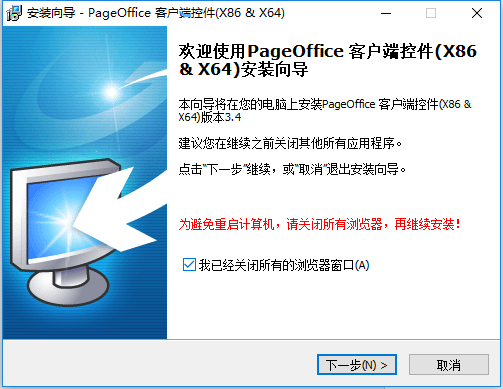 安装向导 - PageOffice 客户端控件(X86 & X64)
欢迎使用PageOffice 客户端控件(X86
& X64)安装向导
本向导将在您的电脑上安装PageOffice 客户端控件(X86 &
X64)版本3.4
建议您在继续之前关闭其他所有应用程序。
点击“下一步”继续，或“取消”退出安装向导。
为避免重启计算机，请关闭所有浏览器，再继续安装！
我已经关闭所有的浏览器窗口(A)
下一步(N) >
取消